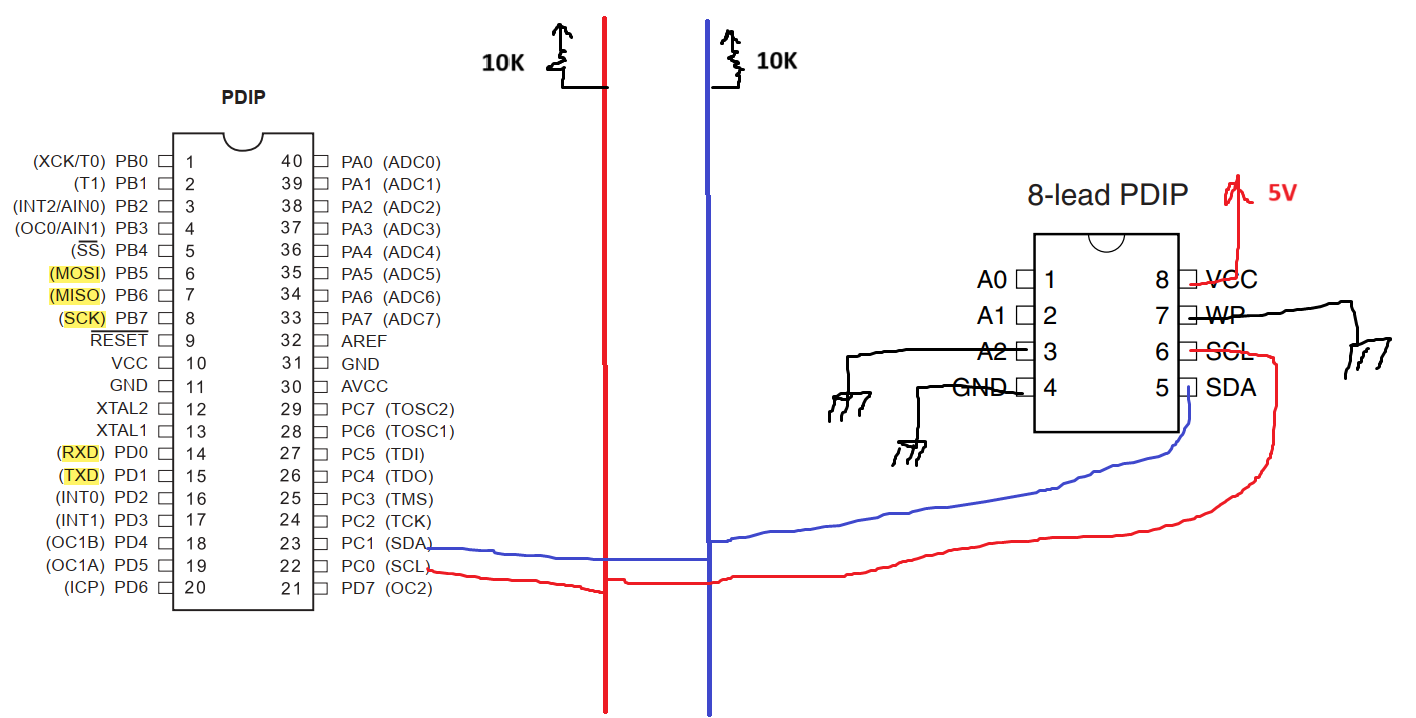 10K
10K
PDIP
(XCK/T0) PB0 1 40 PA0 (ADC0)
(T1) PB1 2 39 PA1 (ADC1)
(INT2/AIN0) PB2 3 38 PA2 (ADC2)
(OC0/AIN1) PB3 4 37 PA3 (ADC3)
(SS) PB4 5 36 PA4 (ADC4)
(MOSI) PB5 6 35 PA5 (ADC5)
(MISO) PB6 7 34 PA6 (ADC6)
(SCK) PB7 8 33 PA7 (ADC7)
RESET 9 32 AREF
VCC 10 31 GND
GND 11 30 AVCC
XTAL2 12 29 PC7 (TOSC2)
XTAL1 13 28 PC6 (TOSC1)
(RXD) PD0 14 27 PC5 (TDI)
(TXD) PD1 15 26 PC4 (TDO)
(INT0) PD2 16 25 PC3 (TMS)
(INT1) PD3 17 24 PC2 (TCK)
(OC1B) PD4 18 23 PC1 (SDA)
(OC1A) PD5 19 22 PC0 (SCL)
(ICP) PD6 20 21 PD7 (OC2)
8-lead PDIP
5V
A0 1 8 VCC
A1 2 7 WP
A2 3 6 SCL
GND 4 5 SDA